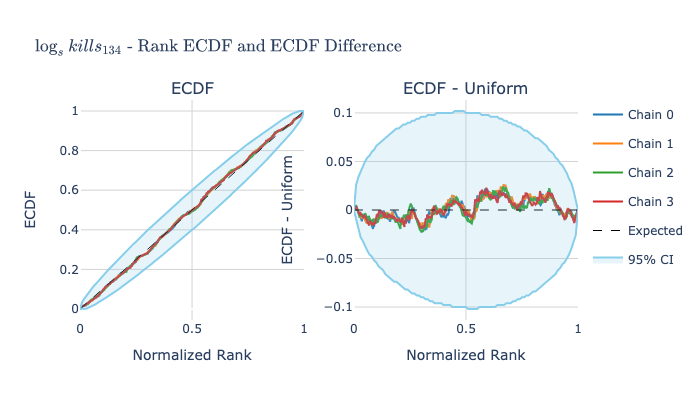 log_s kills_134 - Rank ECDF and ECDF Difference
ECDF
ECDF - Uniform
1
0.8
0.6
0.4
0.2
0
ECDF
0
0.5
1
Normalized Rank
0.1
0.05
0
−0.05
−0.1
ECDF - Uniform
0
0.5
1
Normalized Rank
Chain 0
Chain 1
Chain 2
Chain 3
Expected
95% CI